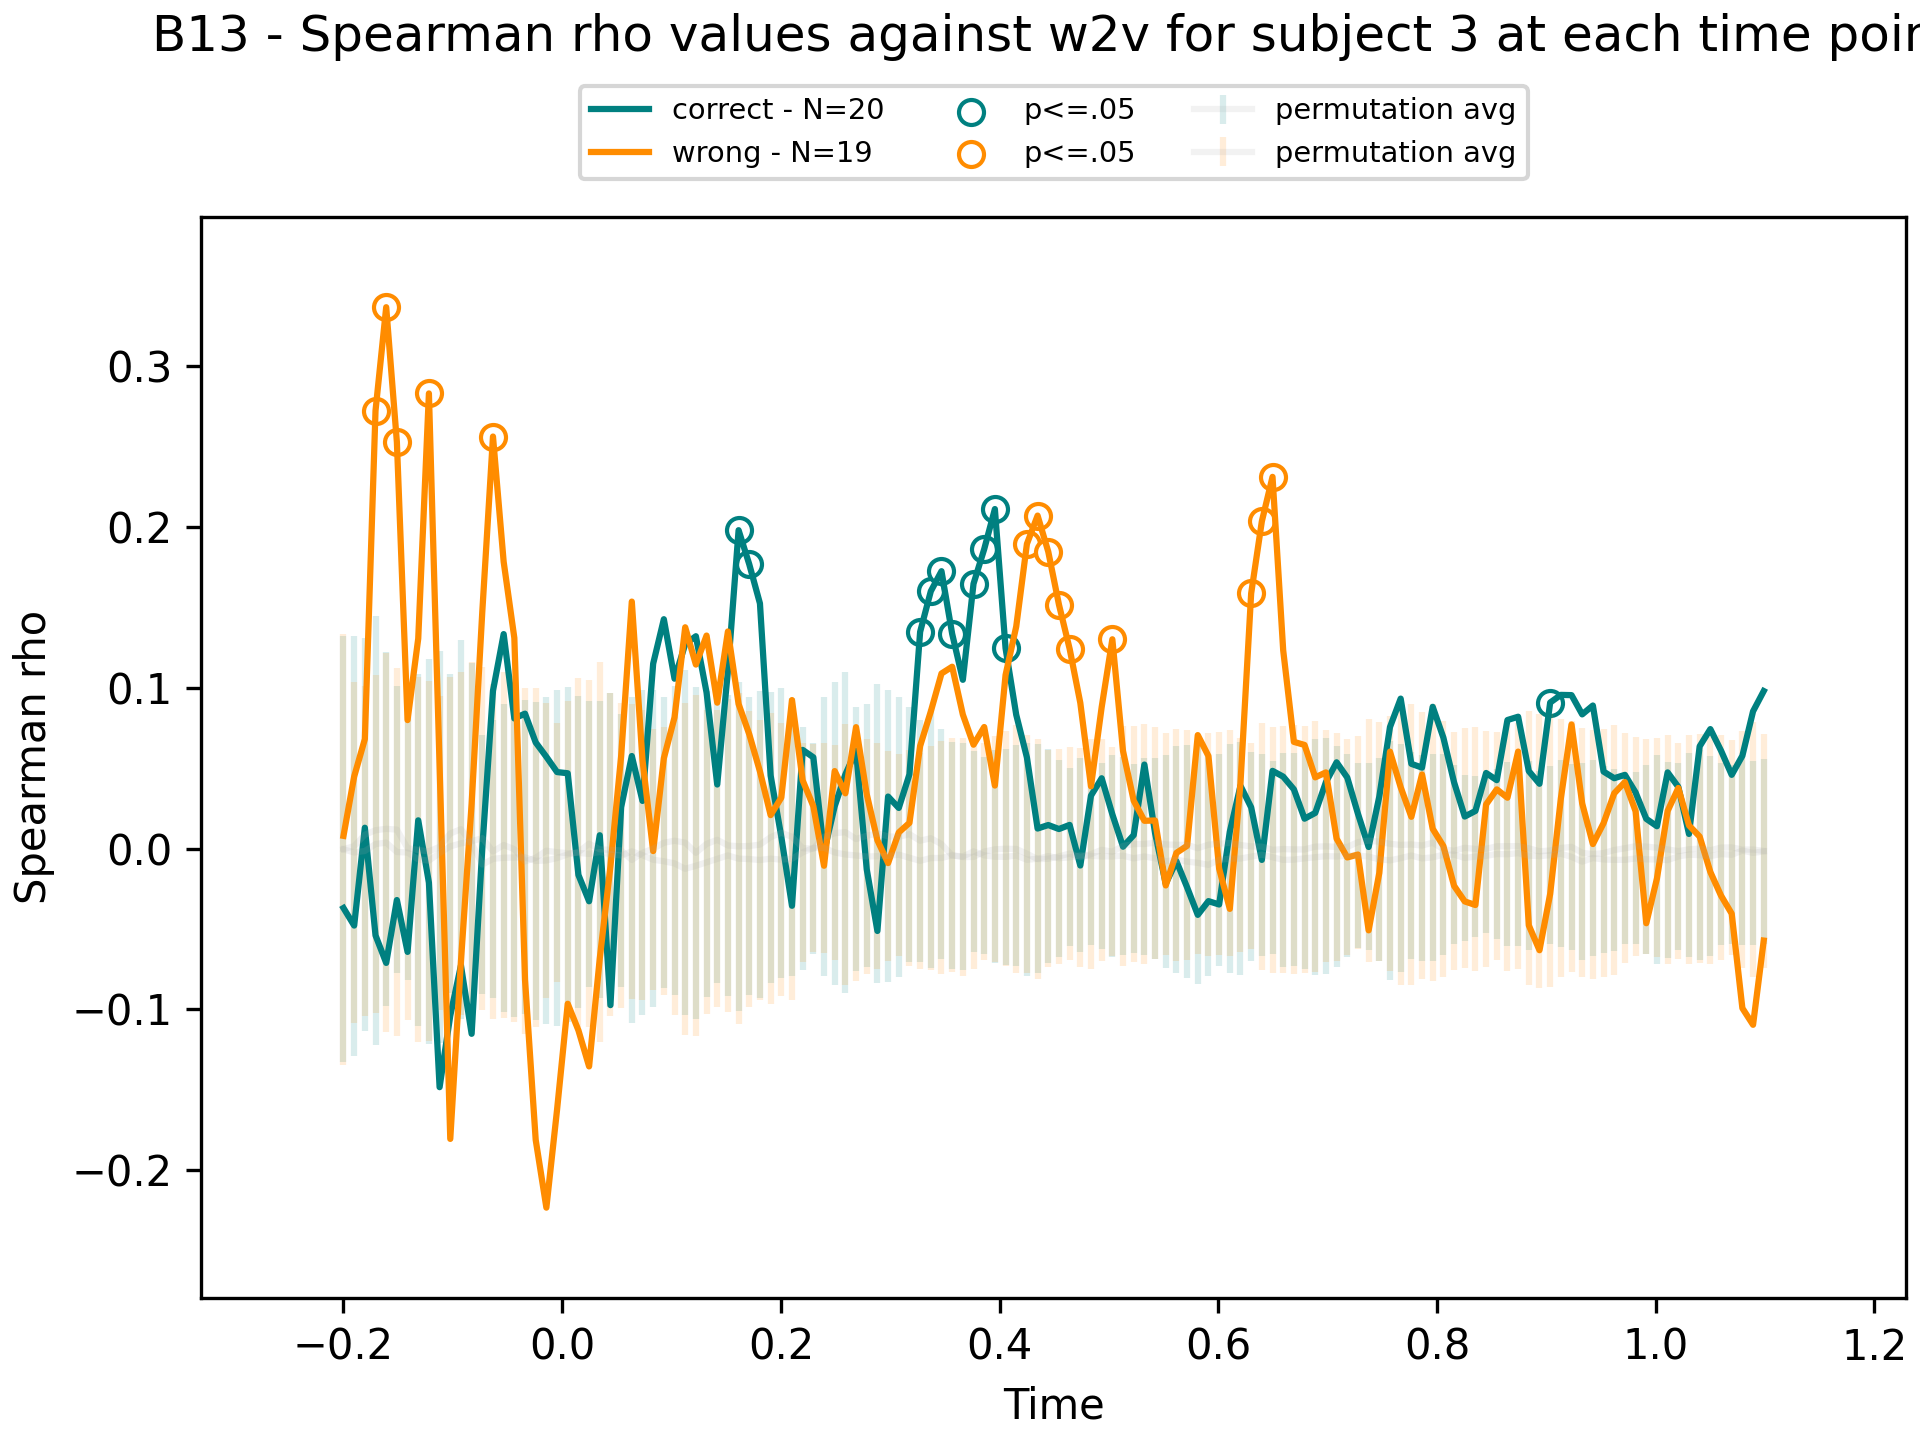 B13 - Spearman rho values against w2v for subject 3 at each time poin
correct - N=20
wrong - N=19
p<=.05
p<=.05
permutation avg
permutation avg
Spearman rho
0.3
0.2
0.1
0.0
−0.1
−0.2
−0.2 0.0 0.2 0.4 0.6 0.8 1.0 1.2
Time